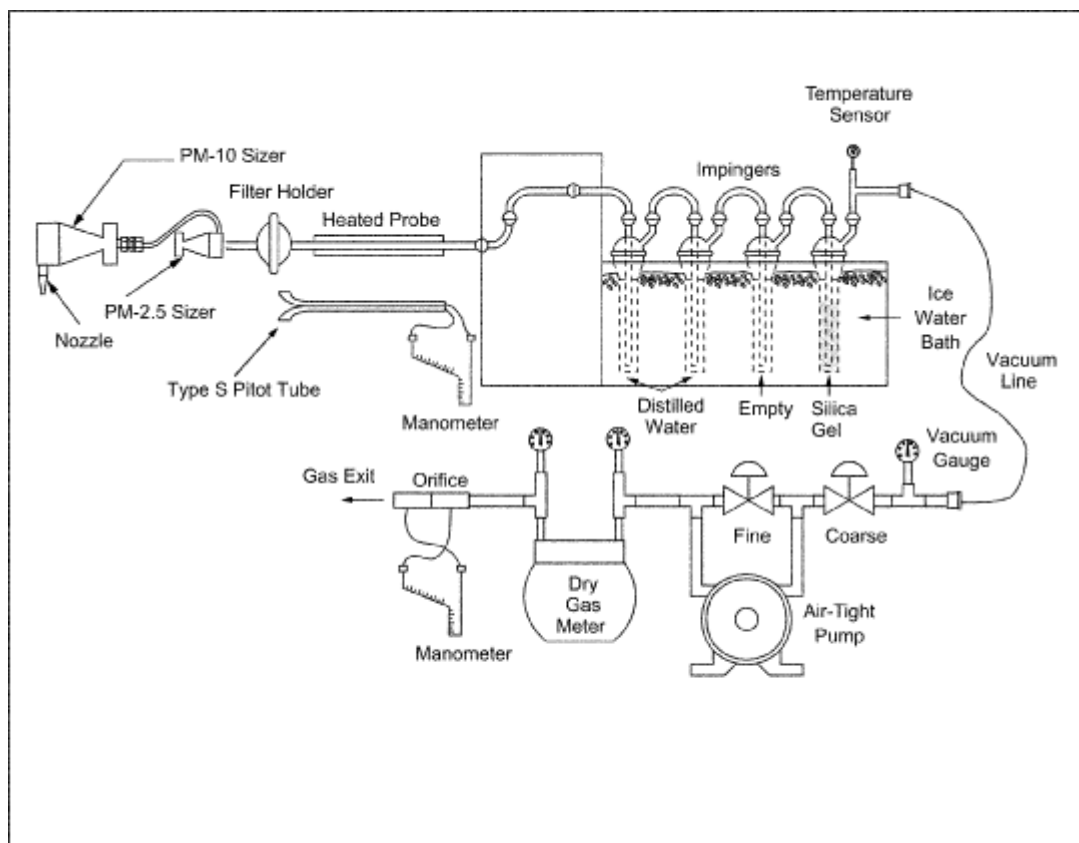 Temperature
Sensor
PM-10 Sizer
Impingers
Filter Holder
Heated Probe
PM-2.5 Sizer
Nozzle
Ice
Water
Bath
Type S Pitot Tube
Vacuum
Line
Manometer
Distilled
Water
Empty
Silica
Gel
Vacuum
Gauge
Gas Exit
Orifice
Fine
Coarse
Dry
Gas
Meter
Air-Tight
Pump
Manometer